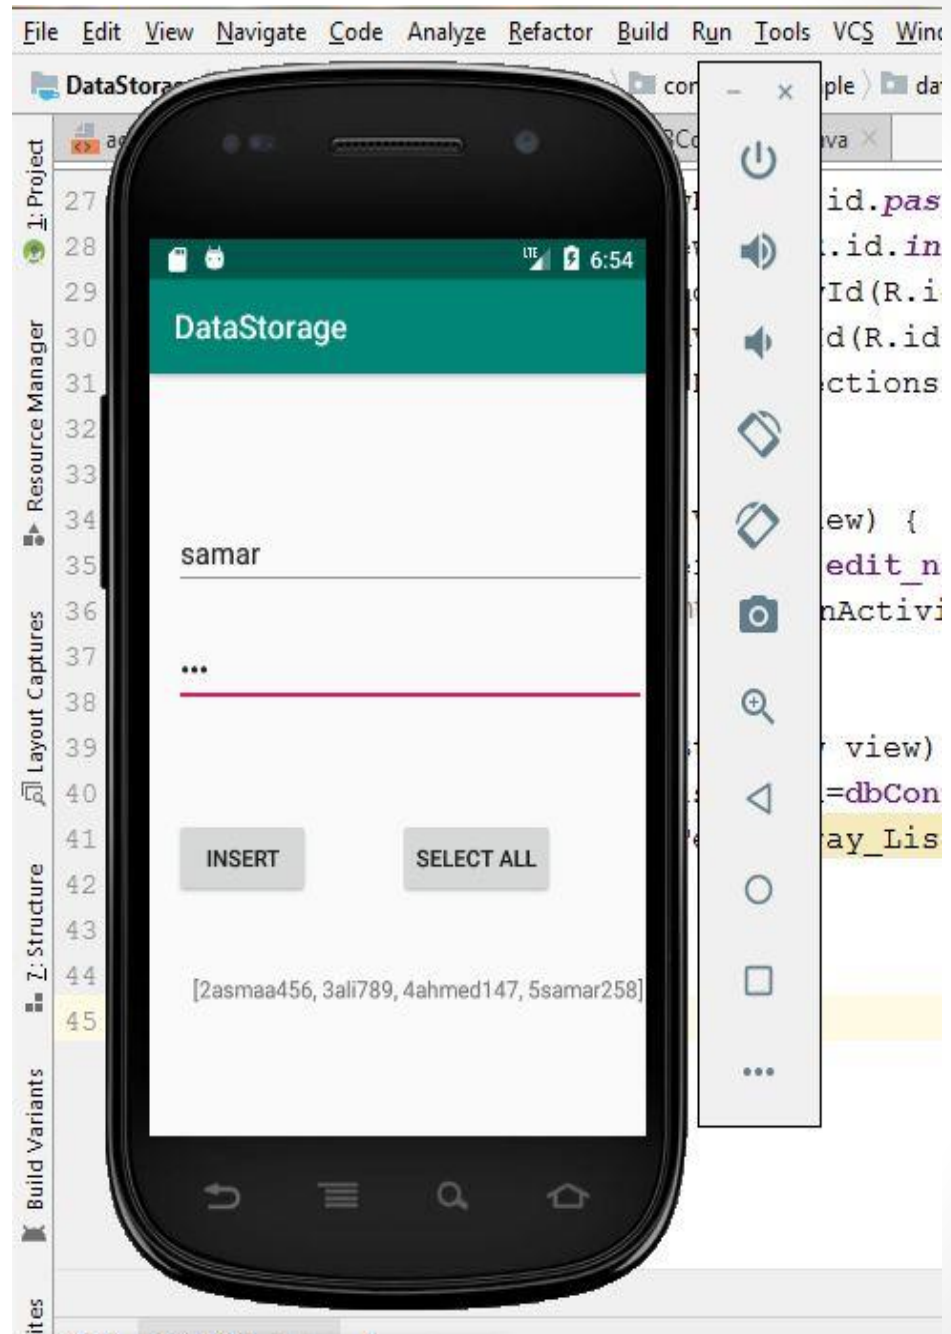 File Edit View Navigate Code Analyze Refactor Build Run Tools VCS
DataStorage
1: Project
Resource Manager
Layout Captures
7: Structure
Build Variants
27
28
29
30
31
32
33
34
35
36
37
38
39
40
41
42
43
44
45
LTE 6:54
DataStorage
samar
•••
INSERT SELECT ALL
[2asmaa456, 3ali789, 4ahmed147, 5samar258]
id.pas
.id.in
Id(R.i
d(R.id
ctions
ew) {
edit_n
nActivi
view)
=dbCon
ay_Lis